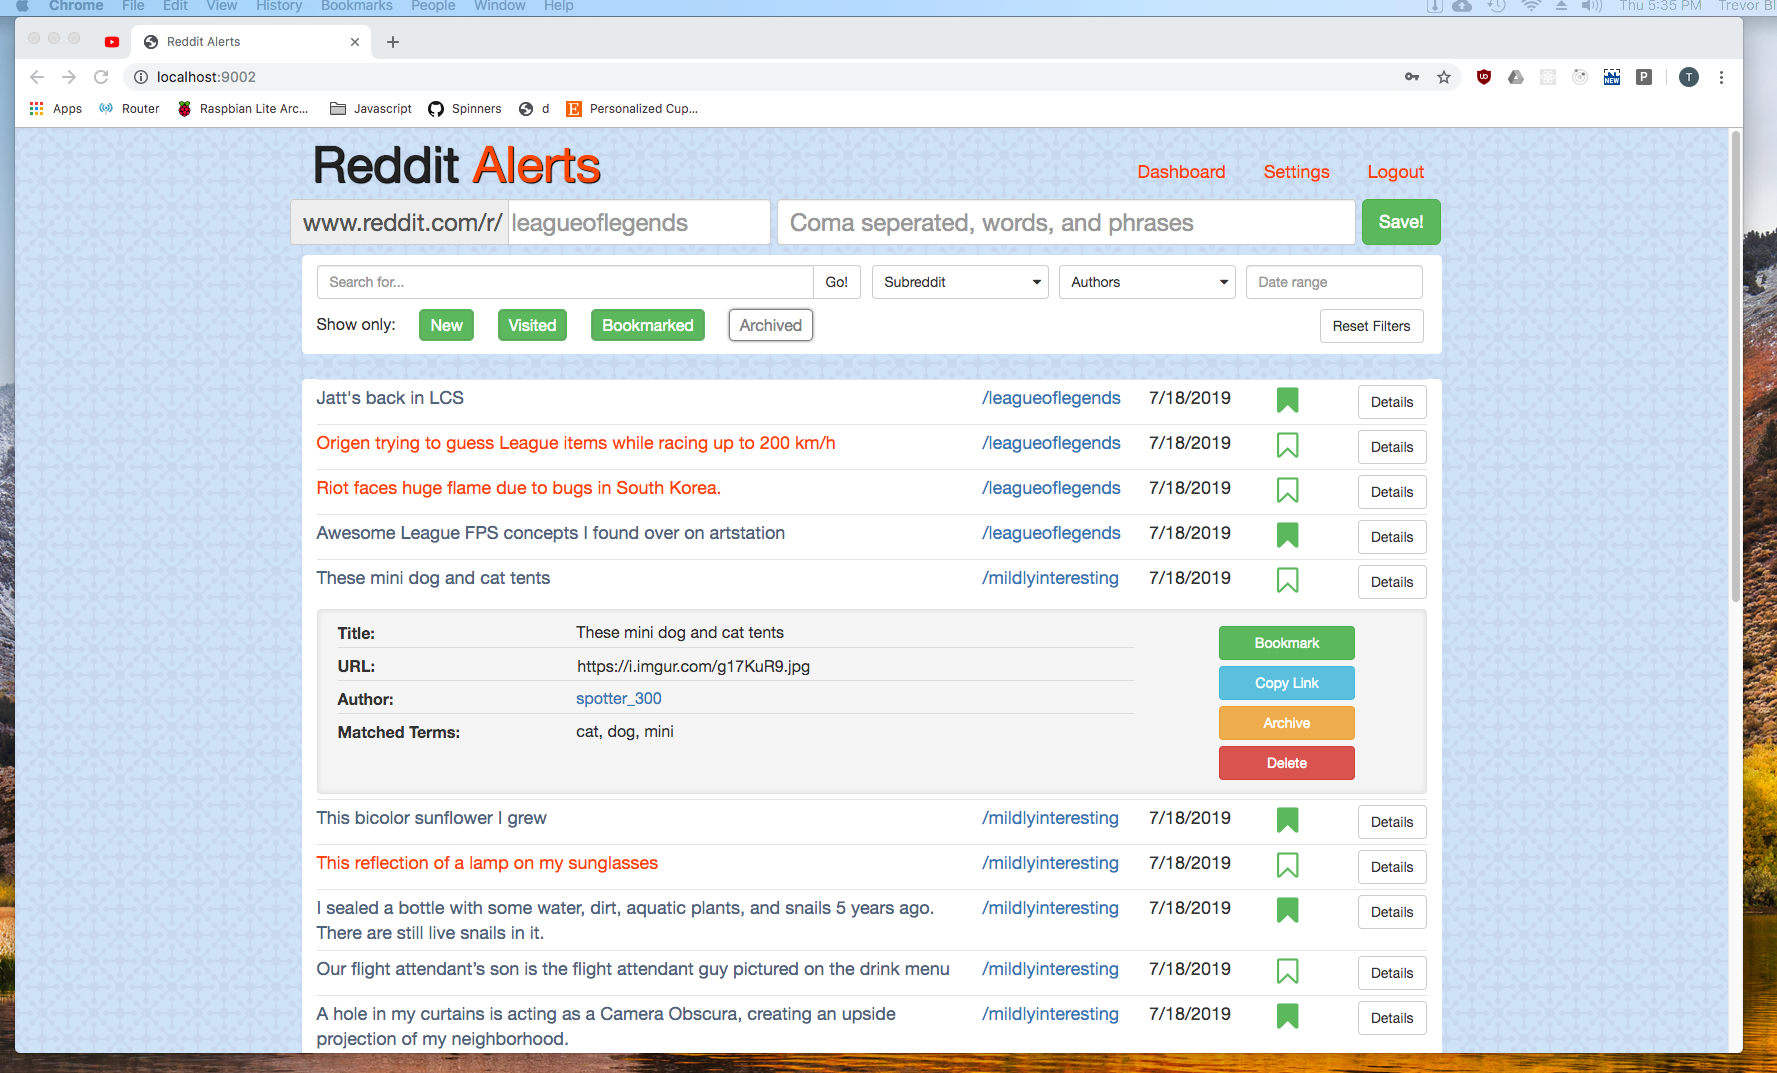 Chrome File Edit View History Bookmarks People Window Help Thu 5:35 PM Trevor Bl
Reddit Alerts
localhost:9002
Apps Router Raspbian Lite Arc... Javascript Spinners d Personalized Cup...
Reddit Alerts
Dashboard Settings Logout
www.reddit.com/r/ leagueoflegends Coma seperated, words, and phrases Save!
Search for... Go! Subreddit Authors Date range
Show only: New Visited Bookmarked Archived Reset Filters
Jatt's back in LCS /leagueoflegends 7/18/2019 Details
Origen trying to guess League items while racing up to 200 km/h /leagueoflegends 7/18/2019 Details
Riot faces huge flame due to bugs in South Korea. /leagueoflegends 7/18/2019 Details
Awesome League FPS concepts I found over on artstation /leagueoflegends 7/18/2019 Details
These mini dog and cat tents /mildlyinteresting 7/18/2019 Details
Title: These mini dog and cat tents
URL: https://i.imgur.com/g17KuR9.jpg
Author: spotter_300
Matched Terms: cat, dog, mini
Bookmark
Copy Link
Archive
Delete
This bicolor sunflower I grew /mildlyinteresting 7/18/2019 Details
This reflection of a lamp on my sunglasses /mildlyinteresting 7/18/2019 Details
I sealed a bottle with some water, dirt, aquatic plants, and snails 5 years ago. /mildlyinteresting 7/18/2019 Details
There are still live snails in it.
Our flight attendant's son is the flight attendant guy pictured on the drink menu /mildlyinteresting 7/18/2019 Details
A hole in my curtains is acting as a Camera Obscura, creating an upside /mildlyinteresting 7/18/2019 Details
projection of my neighborhood.